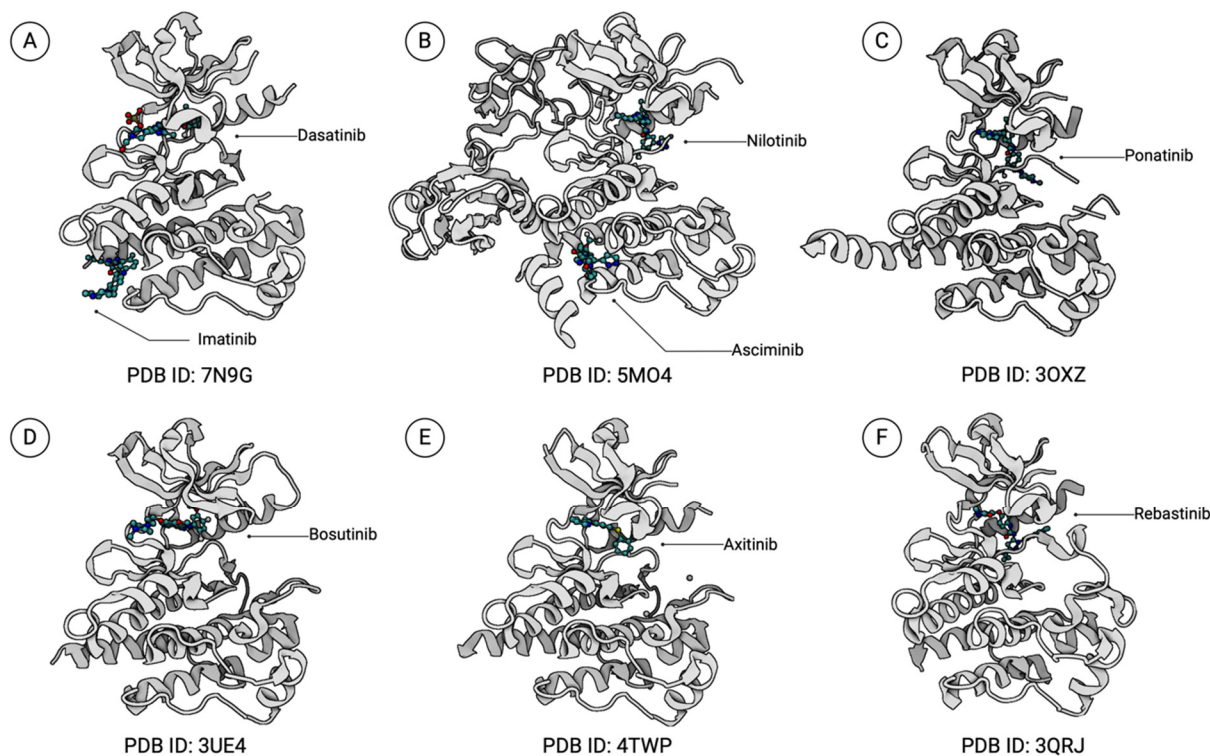 A
Dasatinib
Imatinib
PDB ID: 7N9G
B
Nilotinib
Asciminib
PDB ID: 5MO4
C
Ponatinib
PDB ID: 3OXZ
D
Bosutinib
PDB ID: 3UE4
E
Axitinib
PDB ID: 4TWP
F
Rebastinib
PDB ID: 3QRJ